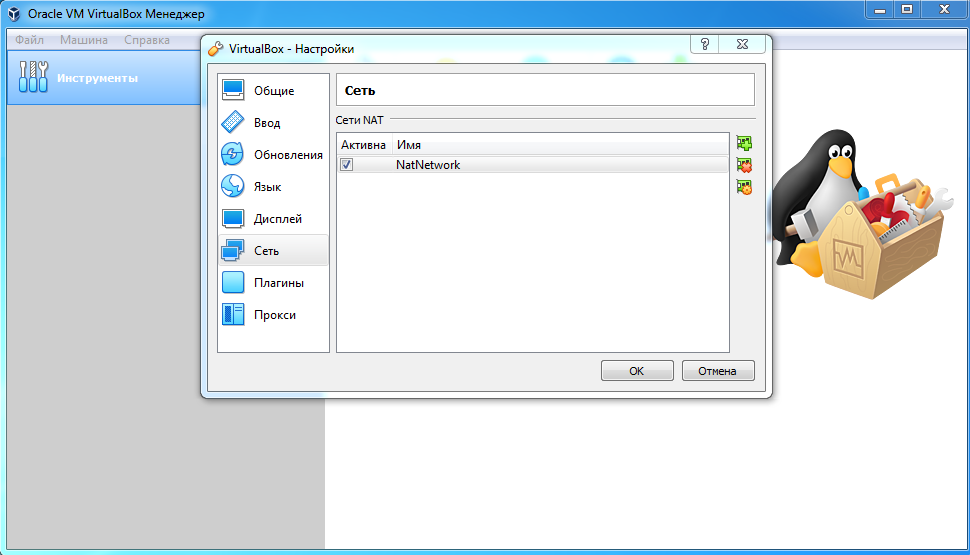 Oracle VM VirtualBox Менеджер
Файл Машина Справка
VirtualBox - Настройки
?
Инструменты
Общие
Ввод
Обновления
Язык
Дисплей
Сеть
Плагины
Прокси
Сеть
Сети NAT
Активна Имя
NatNetwork
OK Отмена